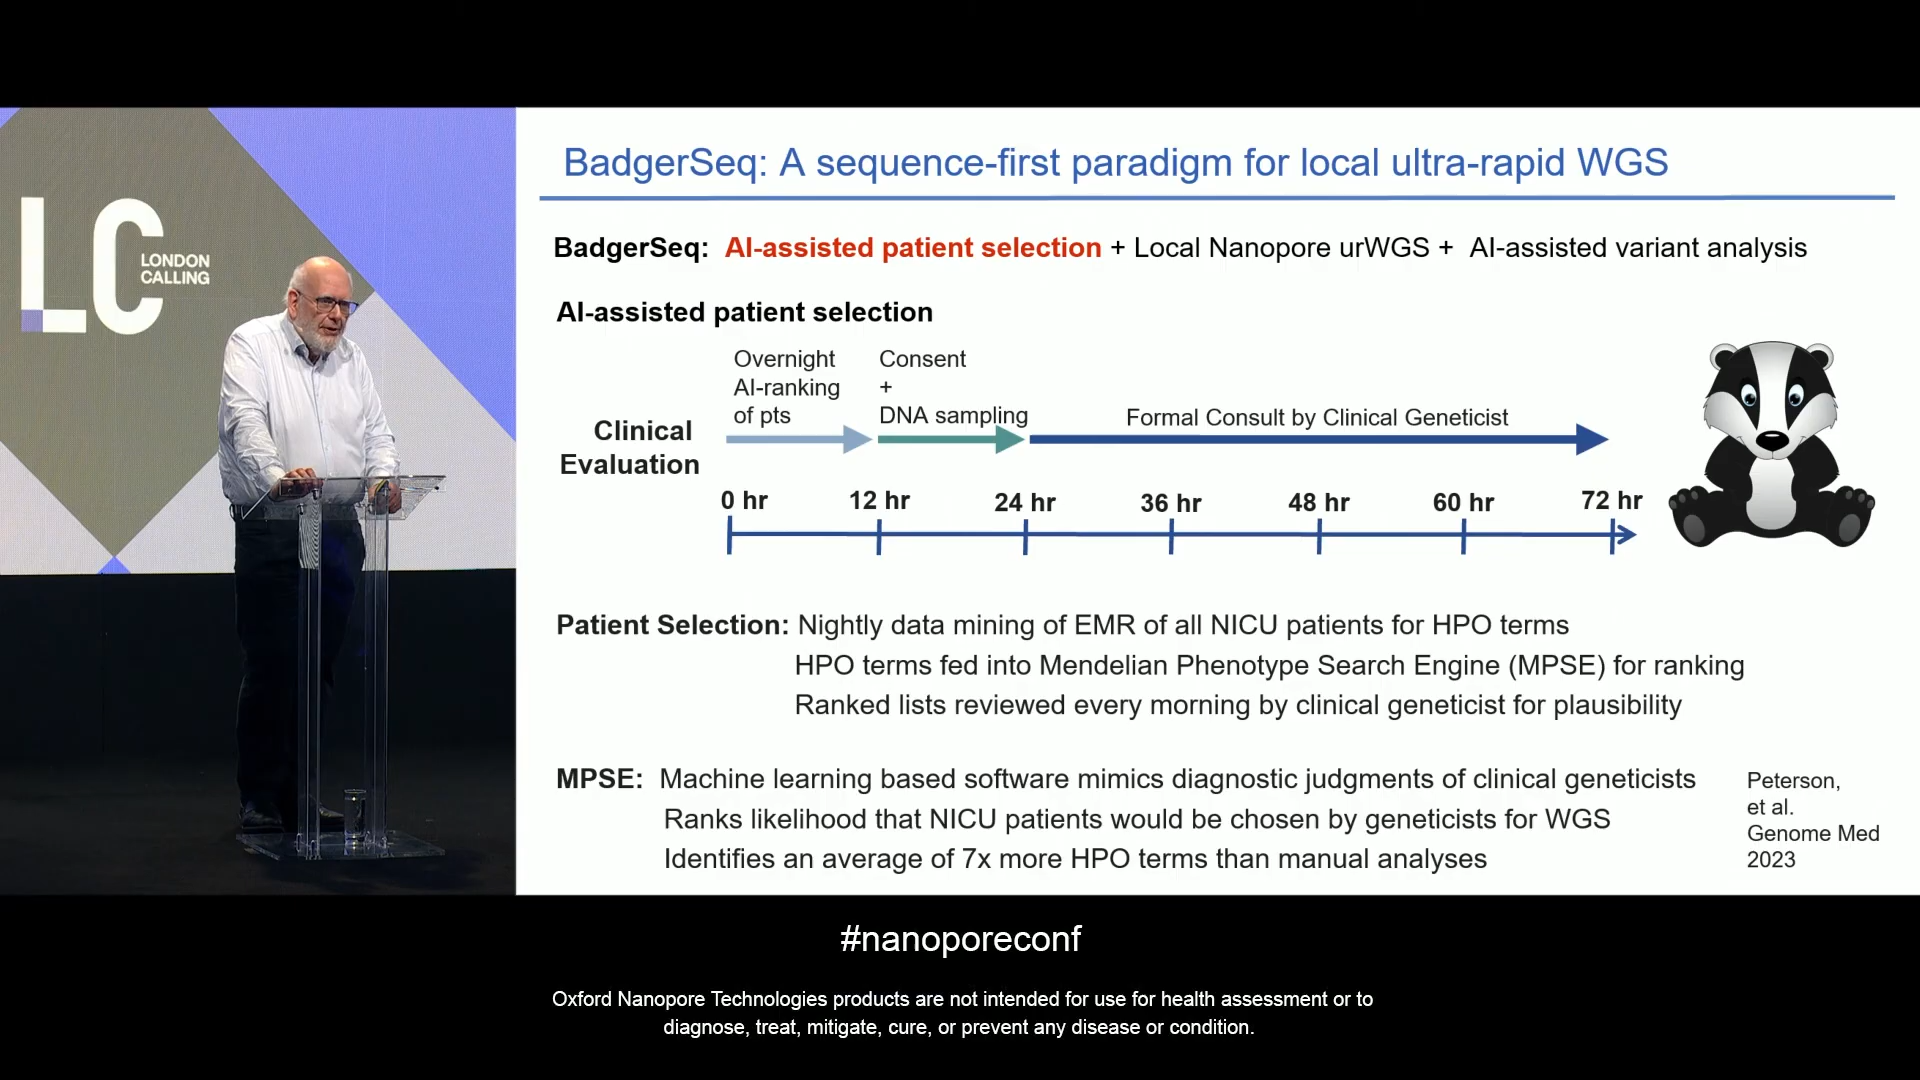 LC
LONDON
CALLING
BadgerSeq: A sequence-first paradigm for local ultra-rapid WGS
BadgerSeq: AI-assisted patient selection + Local Nanopore urWGS + AI-assisted variant analysis
AI-assisted patient selection
Overnight
AI-ranking
of pts
Consent
+
DNA sampling
Formal Consult by Clinical Geneticist
Clinical
Evaluation
0 hr 12 hr 24 hr 36 hr 48 hr 60 hr 72 hr
Patient Selection: Nightly data mining of EMR of all NICU patients for HPO terms
HPO terms fed into Mendelian Phenotype Search Engine (MPSE) for ranking
Ranked lists reviewed every morning by clinical geneticist for plausibility
MPSE: Machine learning based software mimics diagnostic judgments of clinical geneticists
Ranks likelihood that NICU patients would be chosen by geneticists for WGS
Identifies an average of 7x more HPO terms than manual analyses
Peterson,
et al.
Genome Med
2023
#nanoporeconf
Oxford Nanopore Technologies products are not intended for use for health assessment or to
diagnose, treat, mitigate, cure, or prevent any disease or condition.